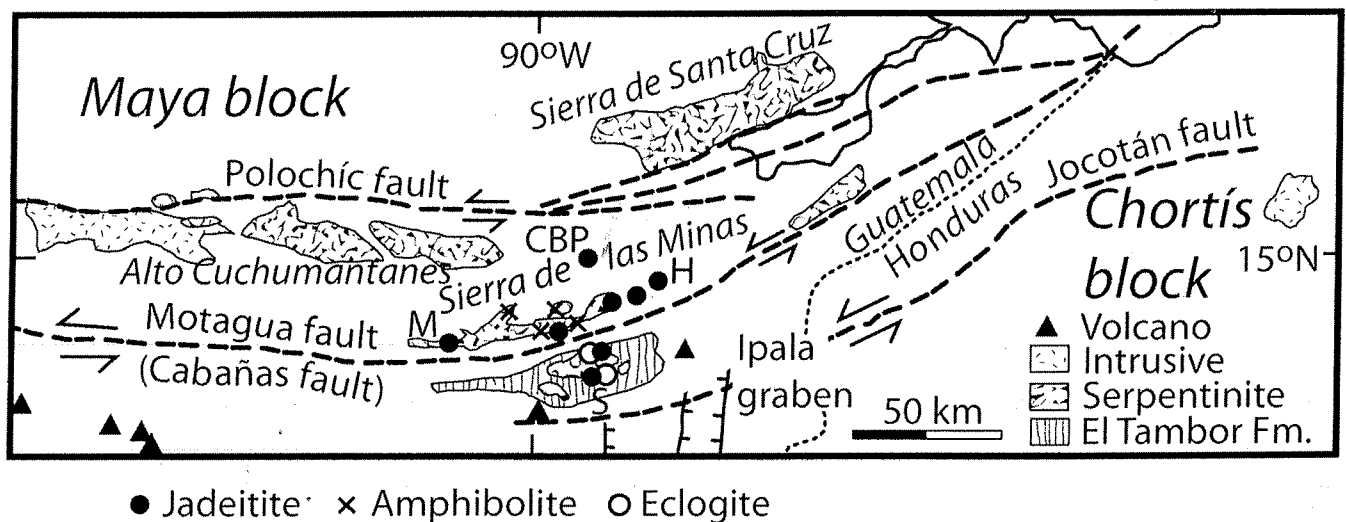 90ºW
Maya block
Sierra de Santa Cruz
Polochíc fault
Guatemala
Honduras
Jocotán fault
Chortís
block
15ºN
CBP
Sierra de las Minas
H
Alto Cuchumantanes
M
Motagua fault
(Cabañas fault)
S
Ipala
graben
50 km
Volcano
Intrusive
Serpentinite
El Tambor Fm.
Jadeitite
Amphibolite
Eclogite